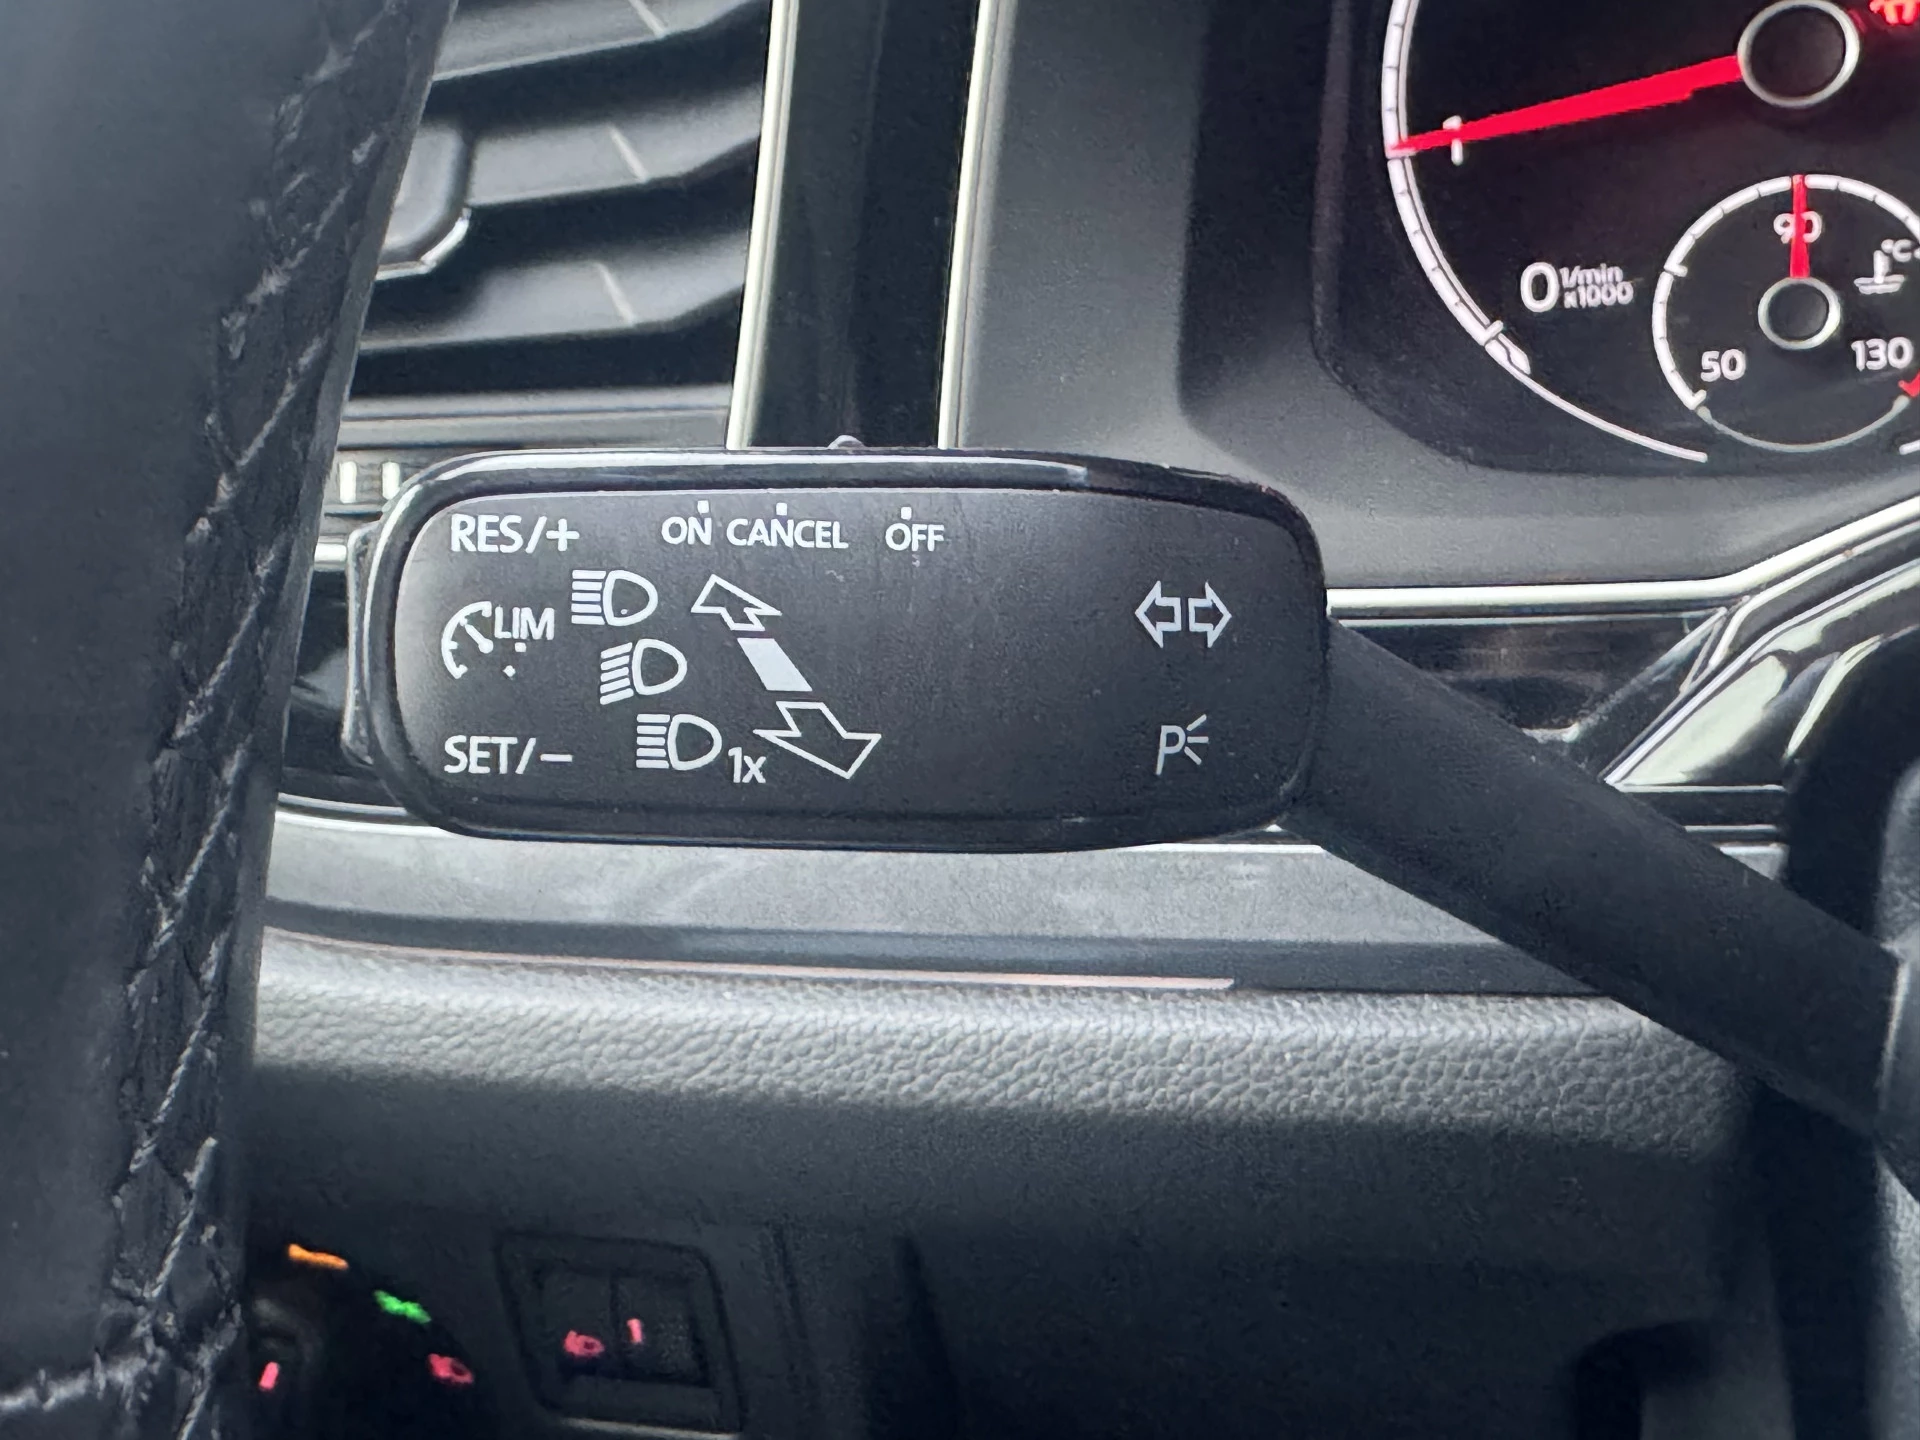 1
90
°C
0 1/min
x1000
50
130
RES/+
ON CANCEL OFF
LIM
SET/−
1x
P